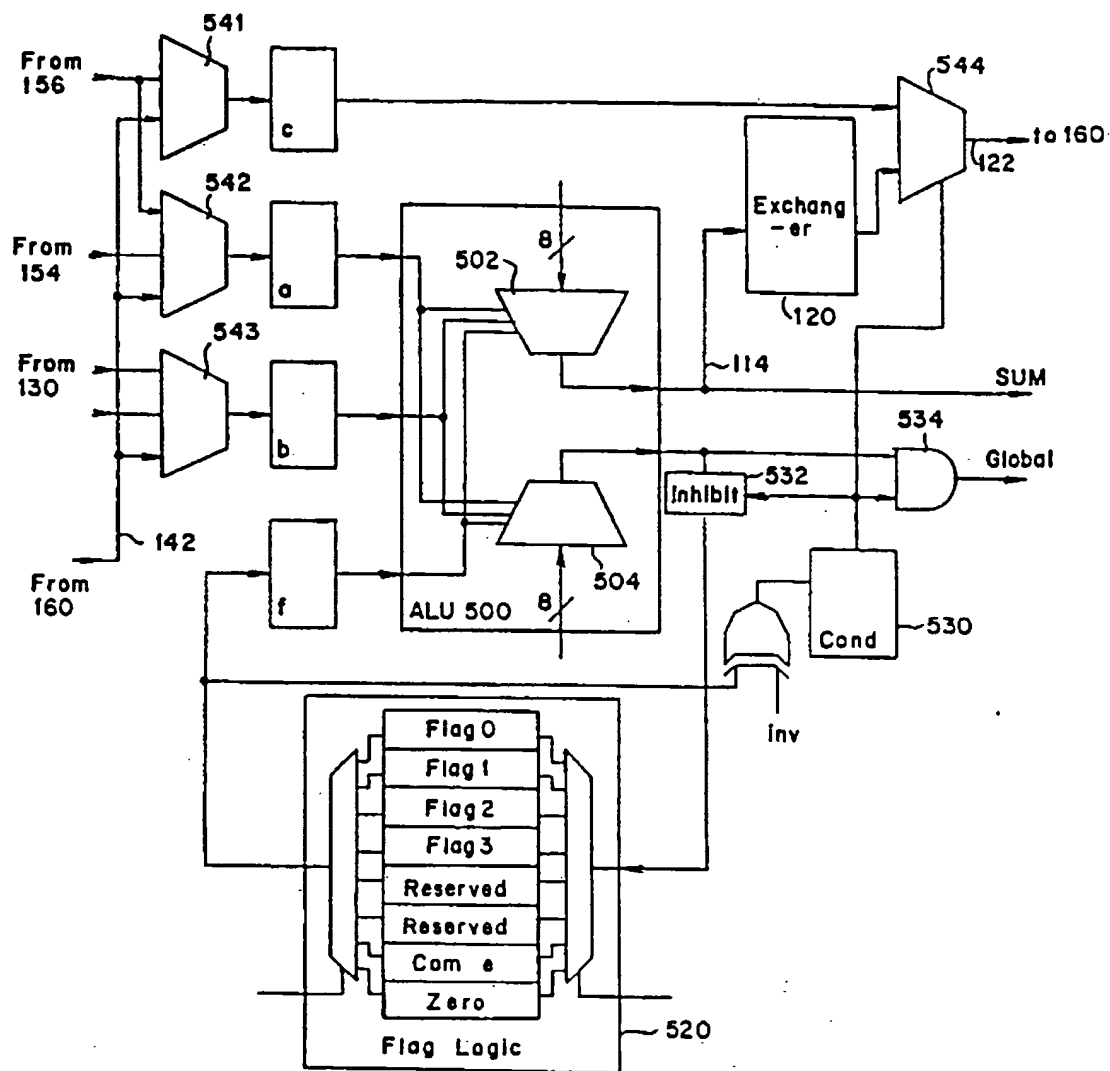 541
From
156
c
544
to 160
122
542
Exchang
-er
120
8
502
From
154
a
543
114
SUM
From
130
b
534
Global
532
Inhibit
142
From
160
f
504
8
ALU 500
Cond
530
inv
Flag 0
Flag 1
Flag 2
Flag 3
Reserved
Reserved
Com e
Zero
520
Flag Logic